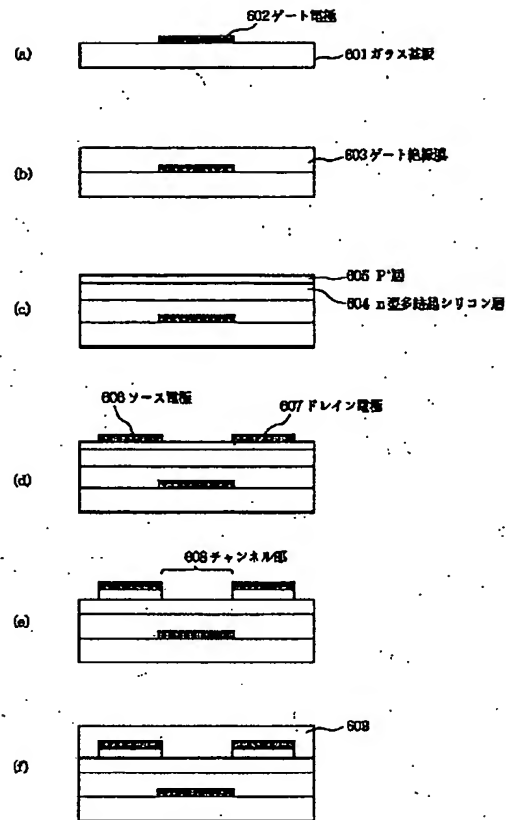 602ゲート電極
(a)
601ガラス基板
(b)
603ゲート絶縁膜
605 P⁺層
(c)
604 n型多結晶シリコン層
606ソース電極
607ドレイン電極
(d)
608チャンネル部
(e)
609
(f)